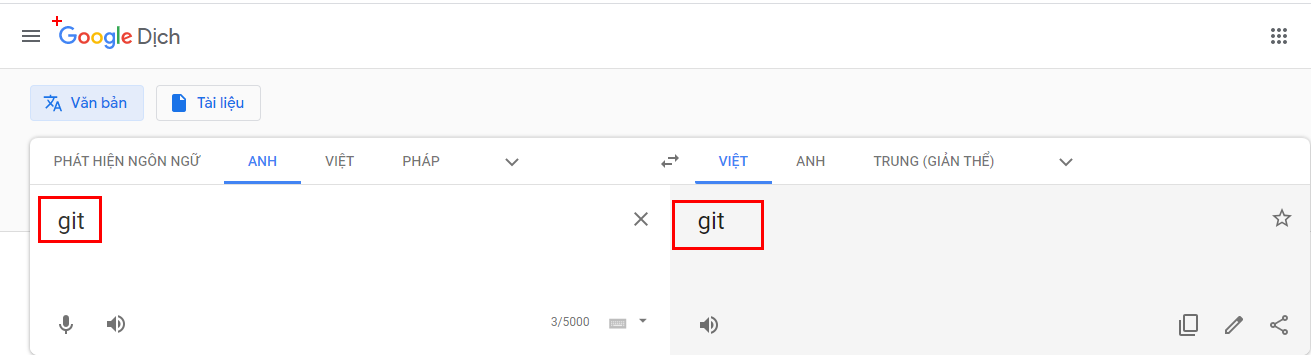 Google Dịch
Văn bản Tài liệu
PHÁT HIỆN NGÔN NGỮ ANH VIỆT PHÁP VIỆT ANH TRUNG (GIẢN THỂ)
git git
3/5000